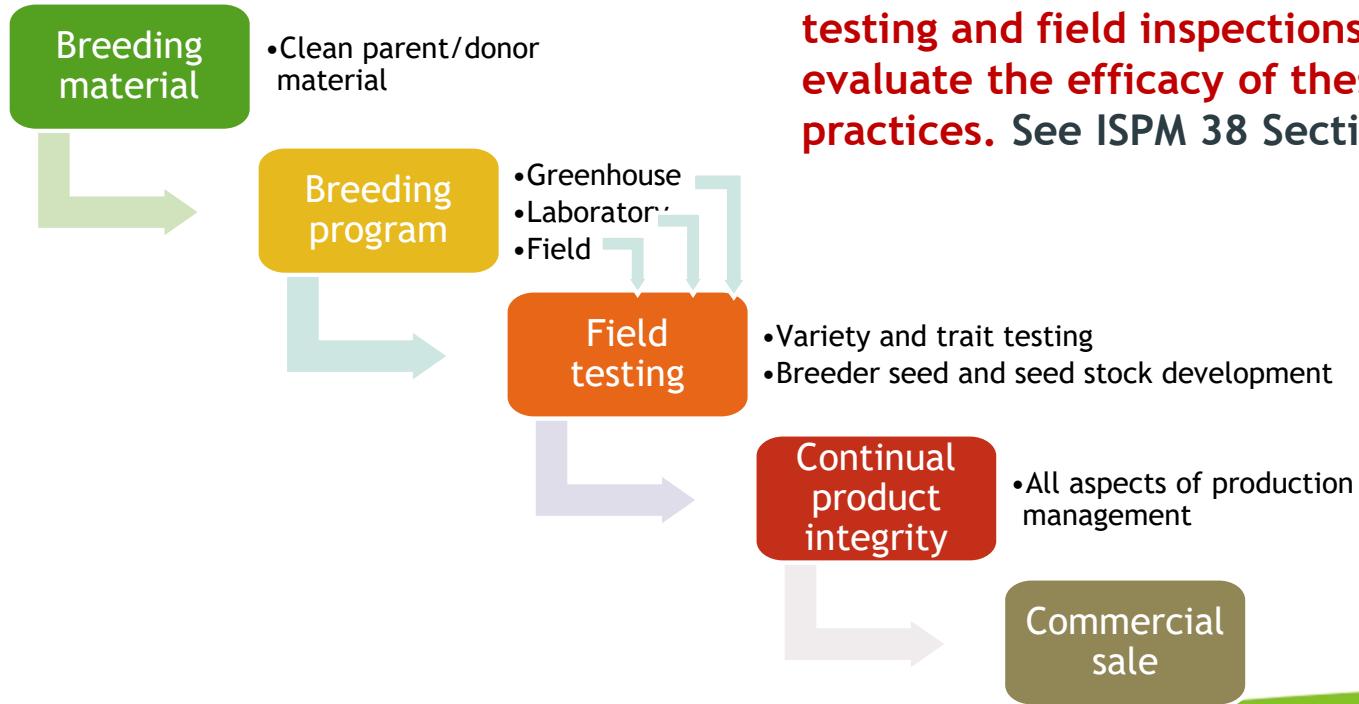 testing and field inspections
evaluate the efficacy of
practices. See ISPM 38
Breeding
material
•Clean parent/donor
material
Breeding
program
•Greenhouse
•Laboratory
•Field
Field
testing
•Variety and trait testing
•Breeder seed and seed stock development
Continual
product
integrity
•All aspects of production
management
Commercial
sale